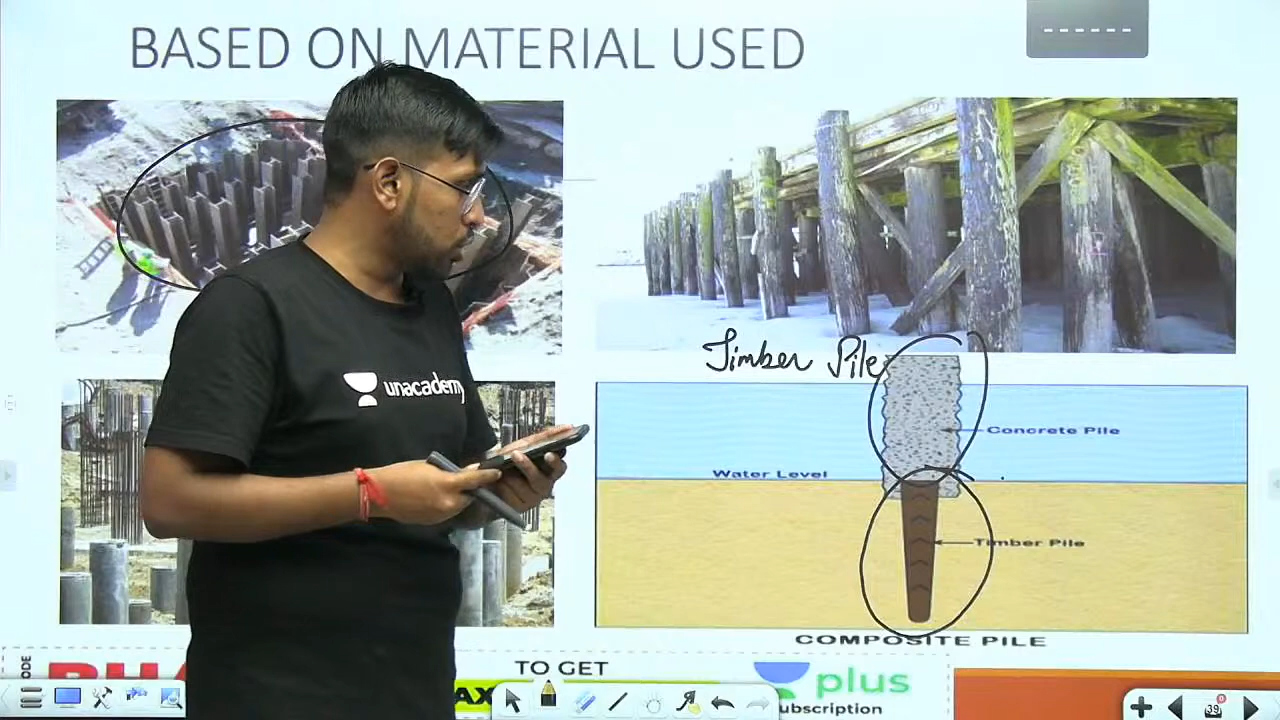 BASED ON MATERIAL USED
unacademy
Timber Pile
Concrete Pile
Water Level
Timber Pile
COMPOSITE PILE
TO GET
plus
subscription
39